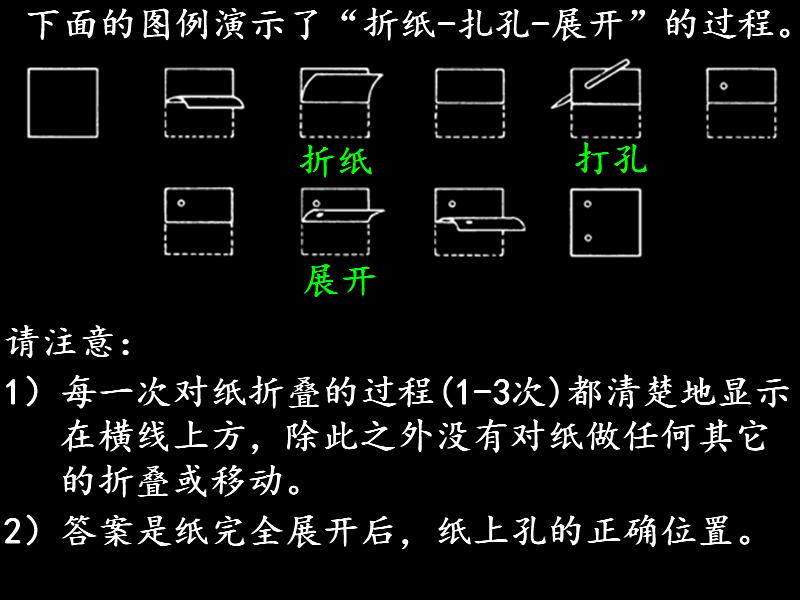 下面的图例演示了“折纸-扎孔-展开”的过程。
折纸
打孔
展开
请注意：
1）每一次对纸折叠的过程(1-3次)都清楚地显示
在横线上方，除此之外没有对纸做任何其它
的折叠或移动。
2）答案是纸完全展开后，纸上孔的正确位置。